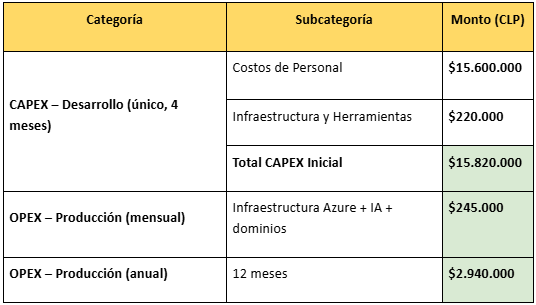 Categoría Subcategoría Monto (CLP)
CAPEX – Desarrollo (único, 4
meses)
Costos de Personal $15.600.000
Infraestructura y Herramientas $220.000
Total CAPEX Inicial $15.820.000
OPEX – Producción (mensual)
Infraestructura Azure + IA +
dominios
$245.000
OPEX – Producción (anual) 12 meses $2.940.000